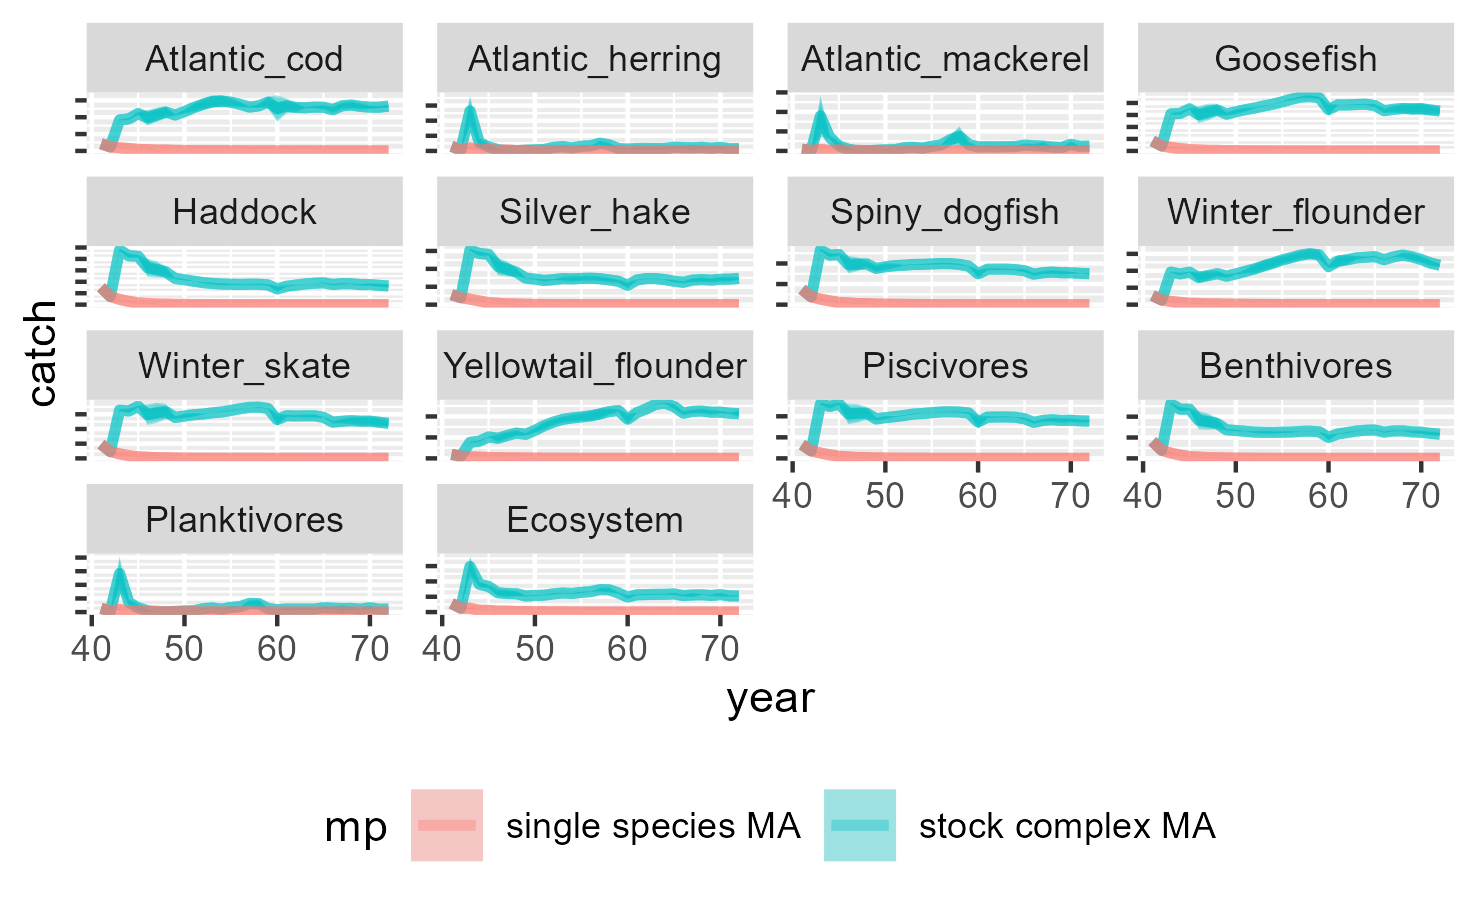 Atlantic_cod Atlantic_herring Atlantic_mackerel Goosefish
Haddock Silver_hake Spiny_dogfish Winter_flounder
catch
Winter_skate Yellowtail_flounder Piscivores Benthivores
40 50 60 70 40 50 60 70
Planktivores Ecosystem
40 50 60 70 40 50 60 70
year
mp single species MA stock complex MA